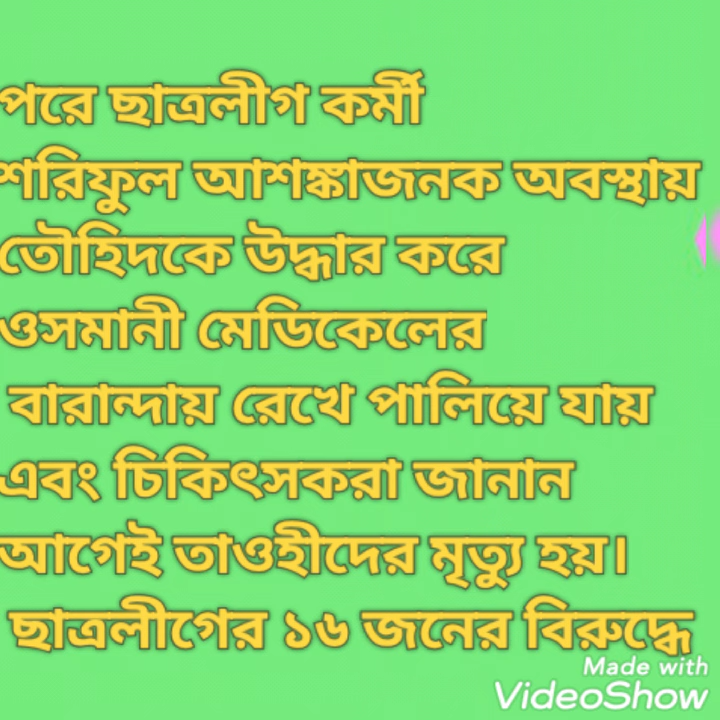 পরে ছাত্রলীগ কর্মী
শরিফুল আশঙ্কাজনক অবস্থায়
তৌহিদকে উদ্ধার করে
ওসমানী মেডিকেলের
বারান্দায় রেখে পালিয়ে যায়
এবং চিকিৎসকরা জানান
আগেই তাওহীদের মৃত্যু হয়।
ছাত্রলীগের ১৬ জনের বিরুদ্ধে
Made with
VideoShow